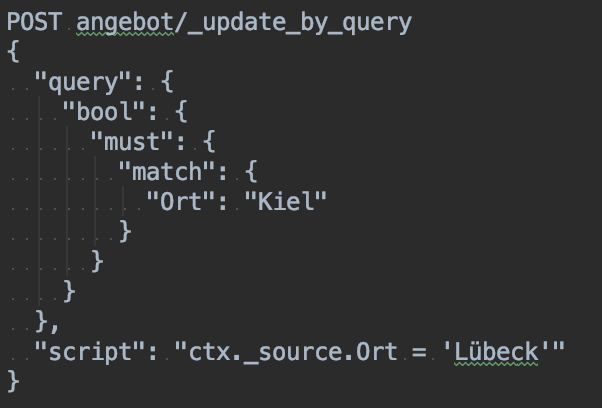 POST angebot/_update_by_query
{
  "query": {
    "bool": {
      "must": {
        "match": {
          "Ort": "Kiel"
        }
      }
    }
  },
  "script": "ctx._source.Ort = 'Lübeck'"
}